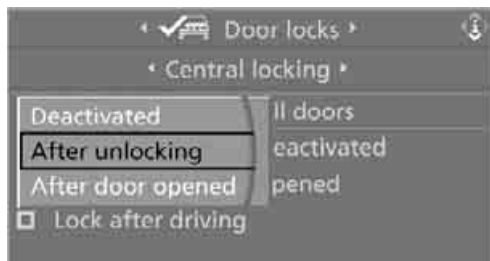 Door locks
Central locking
Deactivated ll doors
After unlocking eactivated
After door opened pened
Lock after driving